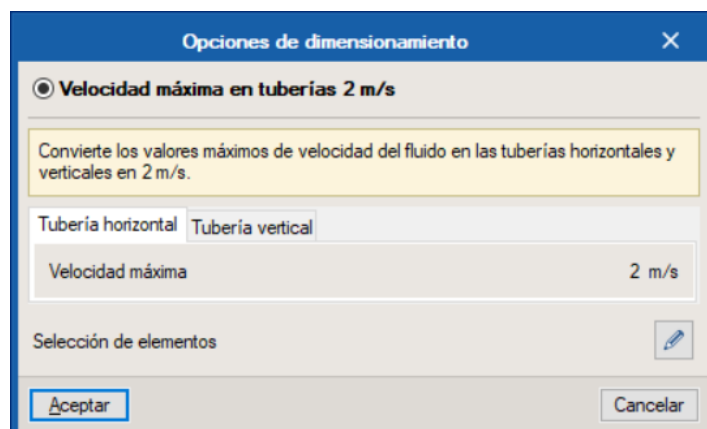 Opciones de dimensionamiento
Velocidad máxima en tuberías 2 m/s
Convierte los valores máximos de velocidad del fluido en las tuberías horizontales y
verticales en 2 m/s.
Tubería horizontal Tubería vertical
Velocidad máxima 2 m/s
Selección de elementos
Aceptar Cancelar